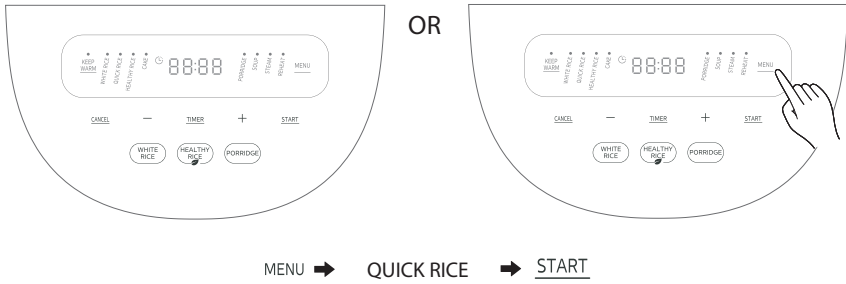 OR
KEEP
WARM
WHITE RICE
QUICK RICE
HEALTHY RICE
CAKE
88:88
PORRIDGE
SOUP
STEAM
REHEAT
MENU
CANCEL — TIMER + START
WHITE
RICE
HEALTHY
RICE
PORRIDGE
KEEP
WARM
WHITE RICE
QUICK RICE
HEALTHY RICE
CAKE
88:88
PORRIDGE
SOUP
STEAM
REHEAT
MENU
CANCEL — TIMER + START
WHITE
RICE
HEALTHY
RICE
PORRIDGE
MENU ➡ QUICK RICE ➡ START